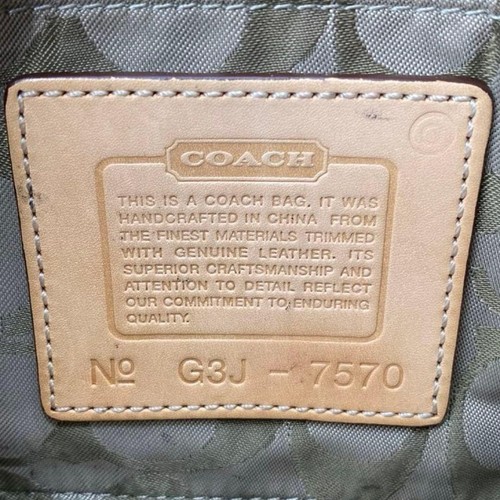 COACH
THIS IS A COACH BAG. IT WAS
HANDCRAFTED IN CHINA FROM
THE FINEST MATERIALS TRIMMED
WITH GENUINE LEATHER. ITS
SUPERIOR CRAFTSMANSHIP AND
ATTENTION TO DETAIL REFLECT
OUR COMMITMENT TO ENDURING
QUALITY.
Nº G3J - 7570